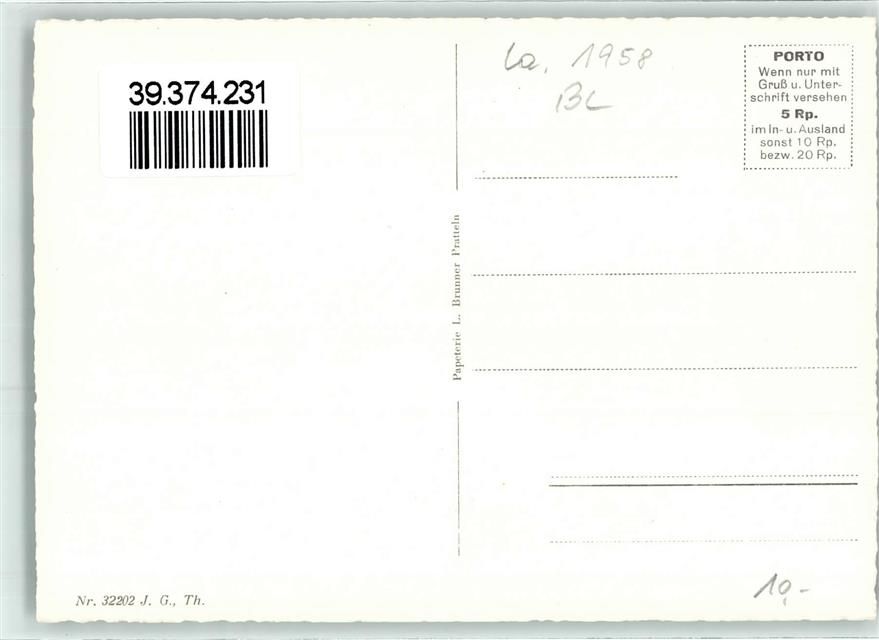 39.374.231
Ca. 1958
BL
PORTO
Wenn nur mit
Gruß u. Unter-
schrift versehen
5 Rp.
im In- u. Ausland
sonst 10 Rp.
bezw. 20 Rp.
Papeterie L. Brunner Pratteln
Nr. 32202 J. G., Th.
10,-